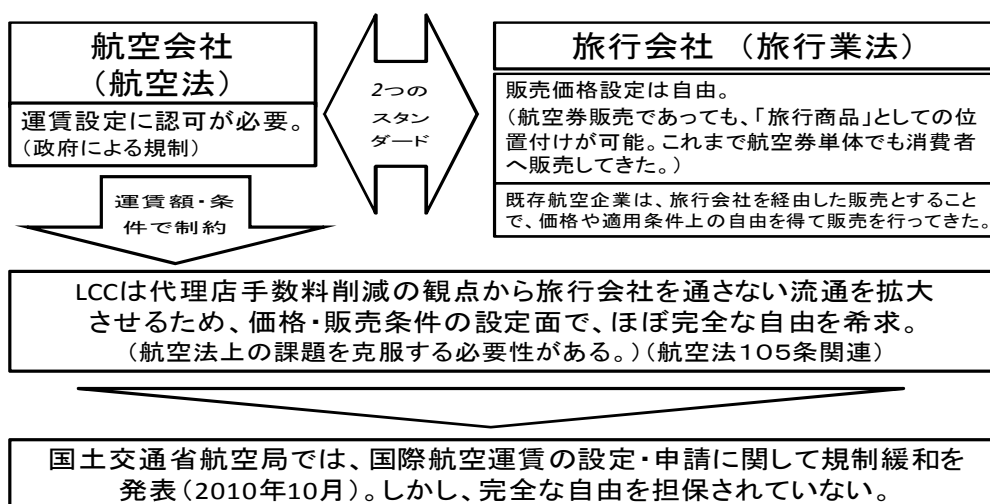 航空会社
（航空法）
運賃設定に認可が必要。
（政府による規制）
2つの
スタン
ダード
旅行会社 （旅行業法）
販売価格設定は自由。
（航空券販売であっても、「旅行商品」としての位
置付けが可能。これまで航空券単体でも消費者
へ販売してきた。）
既存航空企業は、旅行会社を経由した販売とすること
で、価格や適用条件上の自由を得て販売を行ってきた。
運賃額・条
件で制約
LCCは代理店手数料削減の観点から旅行会社を通さない流通を拡大
させるため、価格・販売条件の設定面で、ほぼ完全な自由を希求。
（航空法上の課題を克服する必要性がある。）（航空法105条関連）
国土交通省航空局では、国際航空運賃の設定・申請に関して規制緩和を
発表（2010年10月）。しかし、完全な自由を担保されていない。